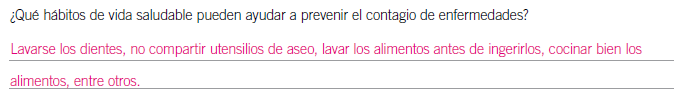 ¿Qué hábitos de vida saludable pueden ayudar a prevenir el contagio de enfermedades?
Lavarse los dientes, no compartir utensilios de aseo, lavar los alimentos antes de ingerirlos, cocinar bien los
alimentos, entre otros.